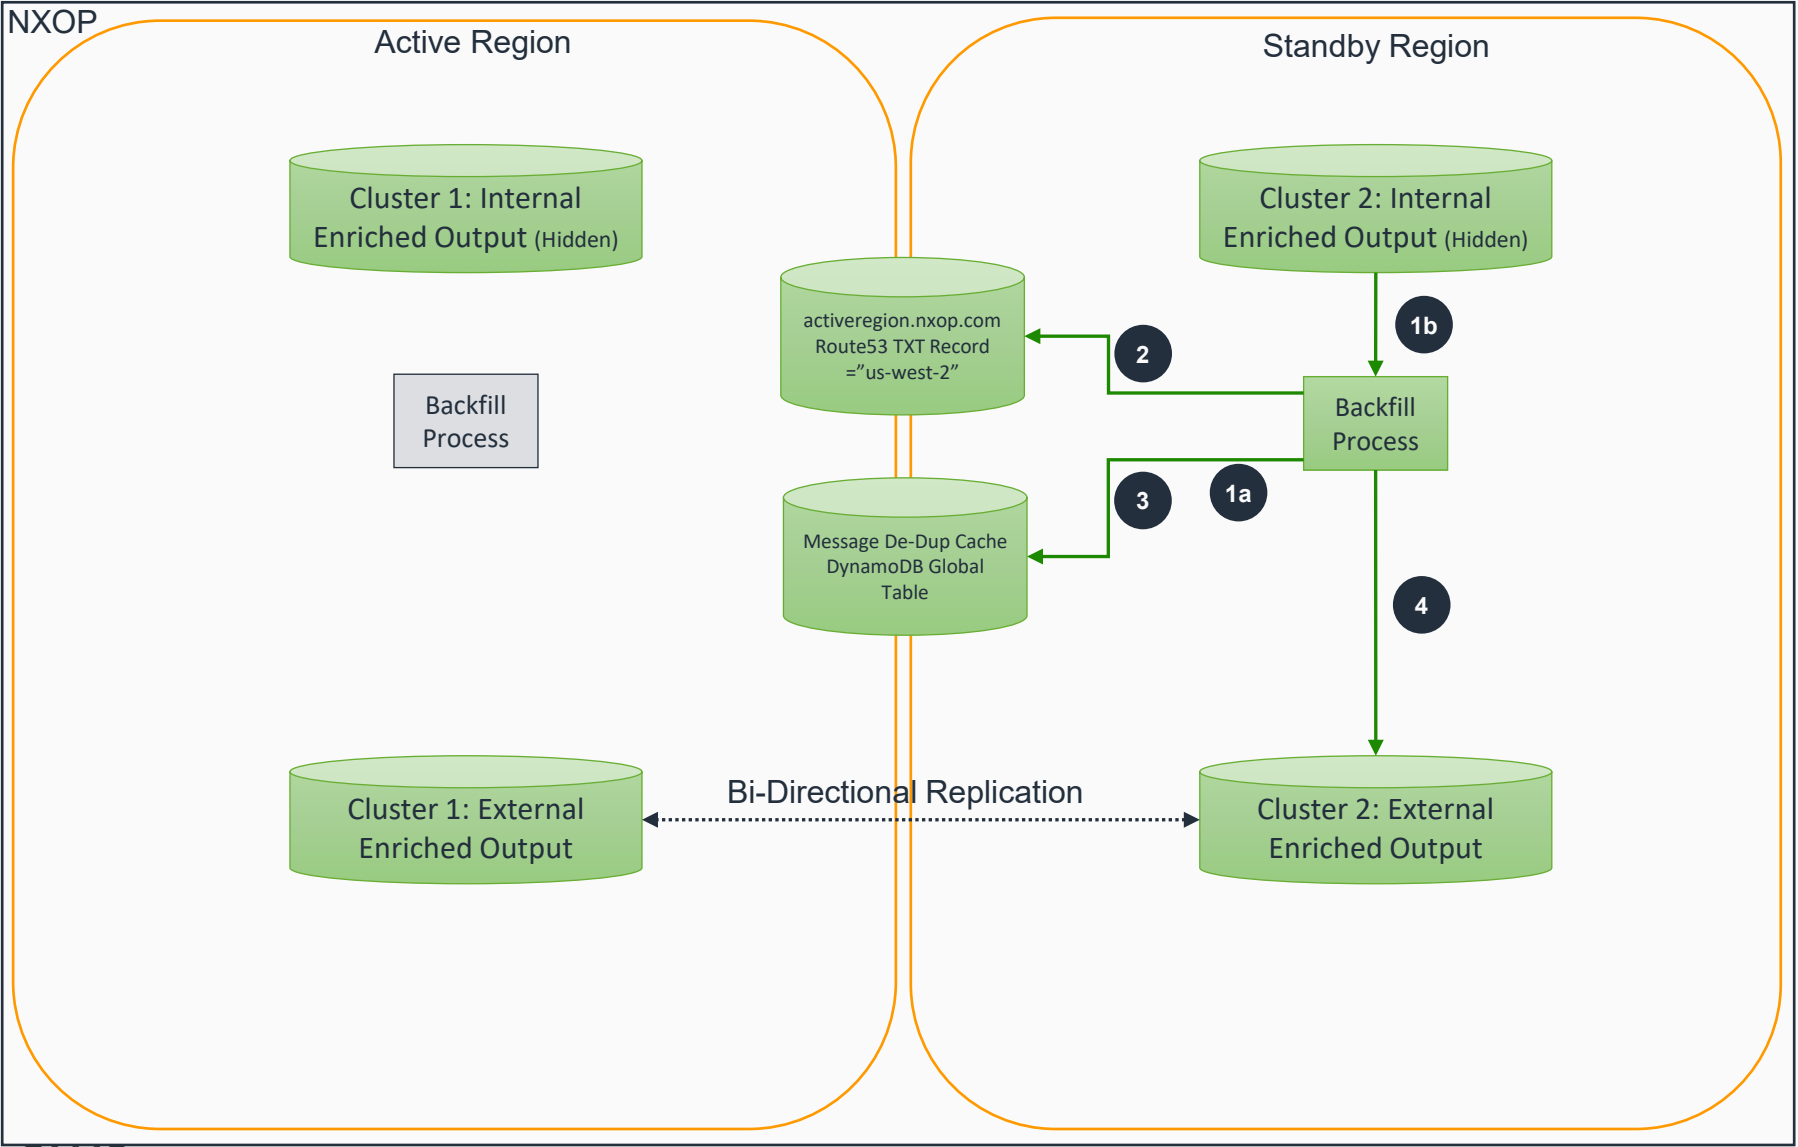 NXOP
Active Region
Standby Region
Cluster 1: Internal
Enriched Output (Hidden)
Cluster 2: Internal
Enriched Output (Hidden)
activeregion.nxop.com
Route53 TXT Record
="us-west-2”
1b
2
Backfill
Process
Backfill
Process
3
1a
Message De-Dup Cache
DynamoDB Global
Table
4
Bi-Directional Replication
Cluster 1: External
Enriched Output
Cluster 2: External
Enriched Output